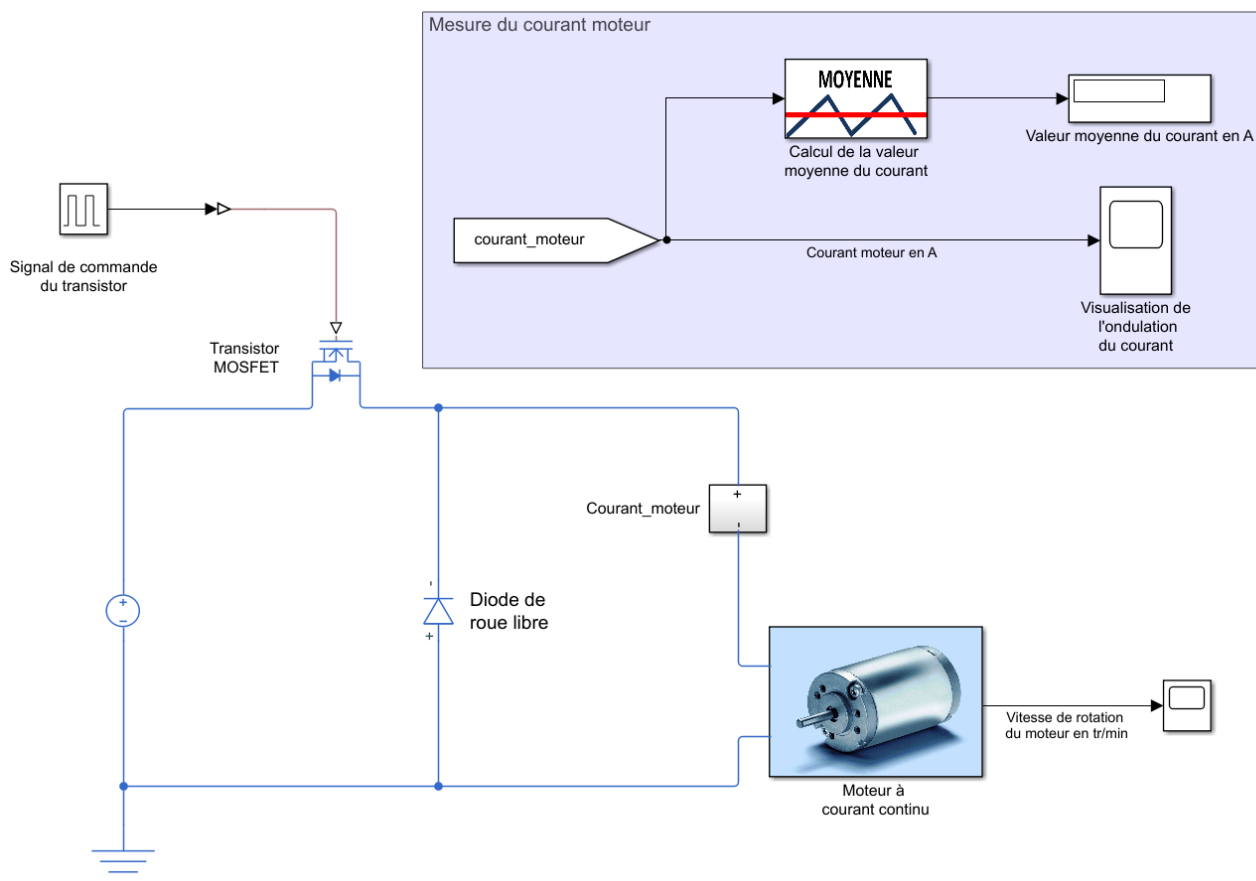 Mesure du courant moteur
MOYENNE
Calcul de la valeur
moyenne du courant
Valeur moyenne du courant en A
courant_moteur
Courant moteur en A
Visualisation de
l'ondulation
du courant
Signal de commande
du transistor
Transistor
MOSFET
Courant_moteur
+
-
-
Diode de
roue libre
+
+
−
Vitesse de rotation
du moteur en tr/min
Moteur à
courant continu